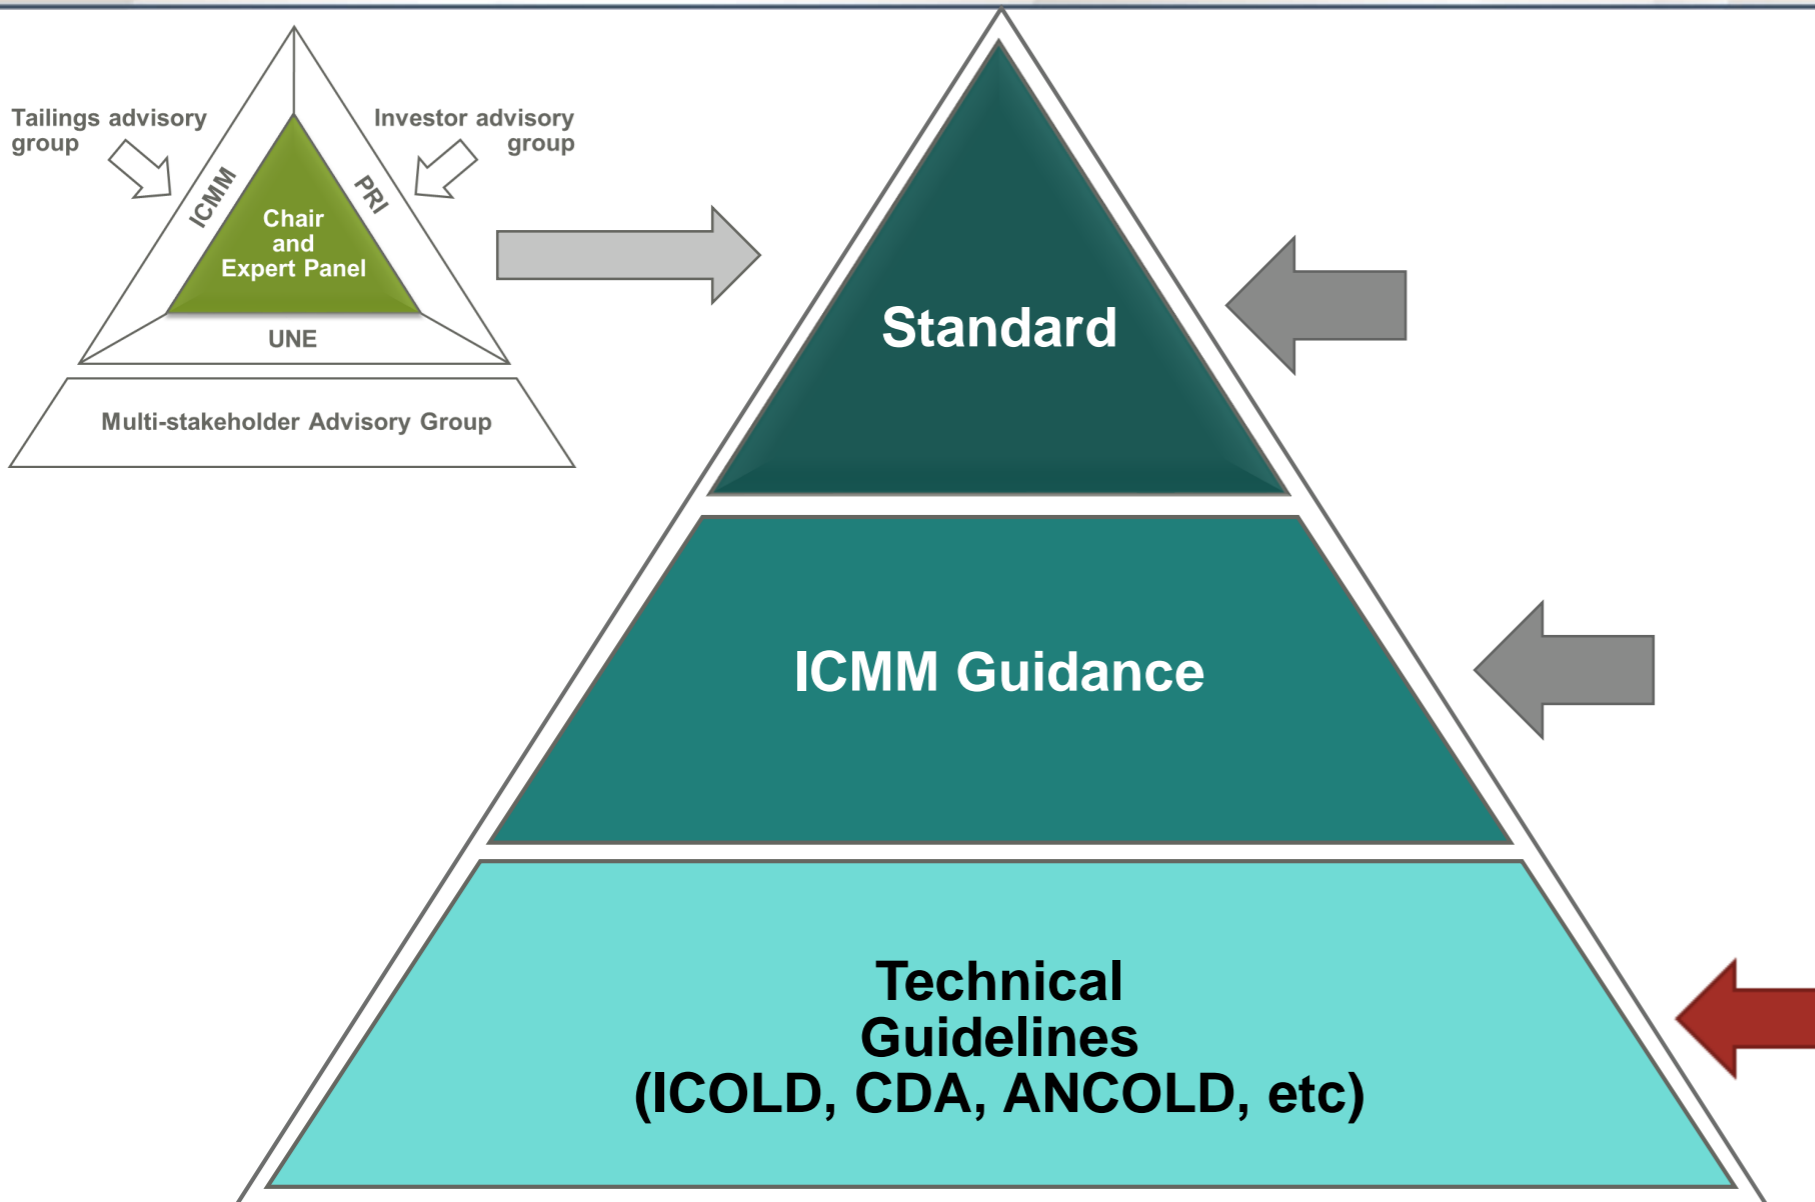 Tailings advisory
group
Investor advisory
group
ICMM
PRI
Chair
and
Expert Panel
UNE
Multi-stakeholder Advisory Group
Standard
ICMM Guidance
Technical
Guidelines
(ICOLD, CDA, ANCOLD, etc)